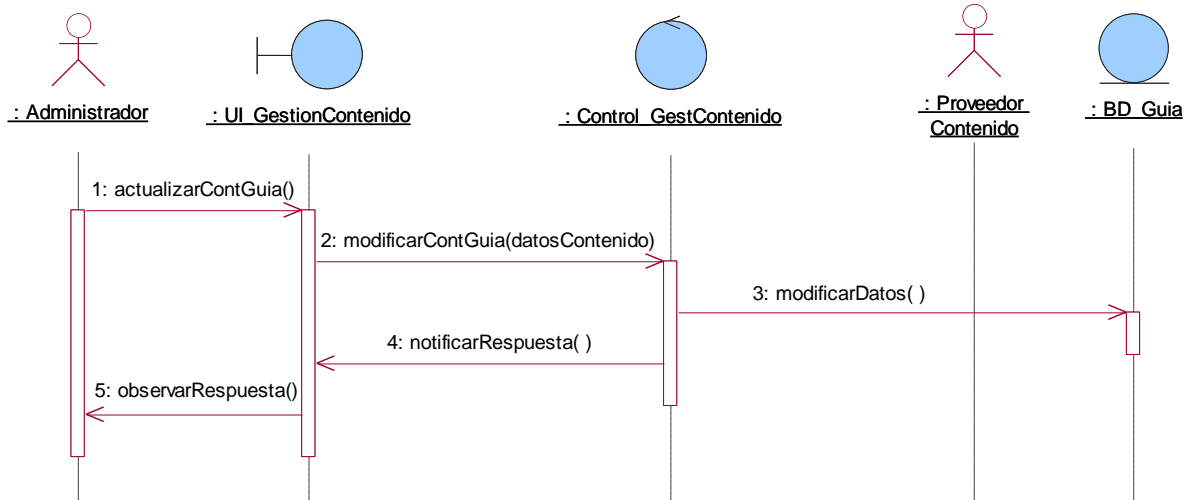 : Administrador
: UI_GestionContenido
: Control_GestContenido
: Proveedor
Contenido
: BD_Guia
1: actualizarContGuia()
2: modificarContGuia(datosContenido)
3: modificarDatos( )
4: notificarRespuesta( )
5: observarRespuesta()